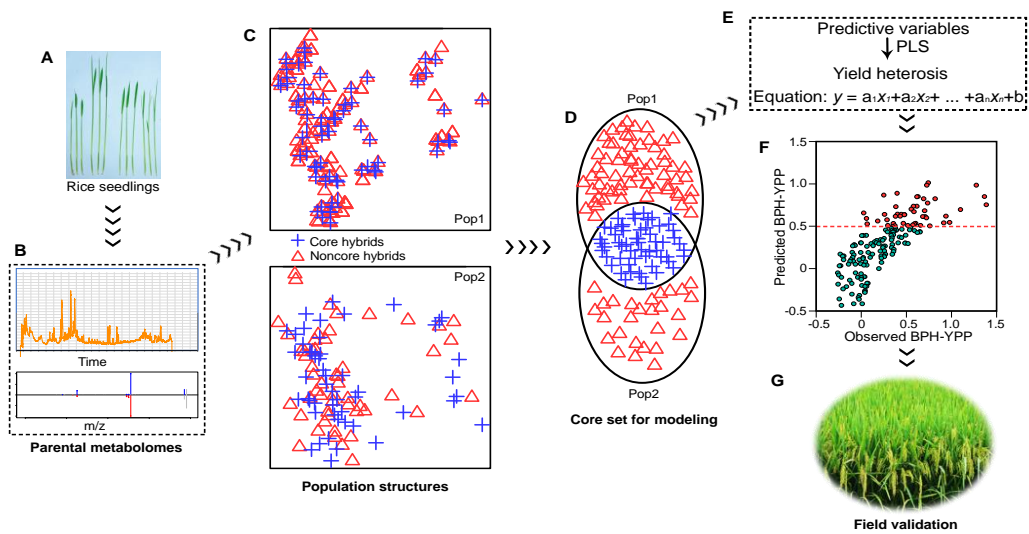 A
Rice seedlings
B
Time
m/z
Parental metabolomes
C
Pop1
Core hybrids
Noncore hybrids
Pop2
Population structures
D
Pop1
Pop2
Core set for modeling
E
Predictive variables
PLS
Yield heterosis
Equation: y = a₁x₁+a₂x₂+ ... +aₙxₙ+b
F
Predicted BPH-YPP
1.5
1.0
0.5
0
-0.5
-0.5 0 0.5 1.0 1.5
Observed BPH-YPP
G
Field validation